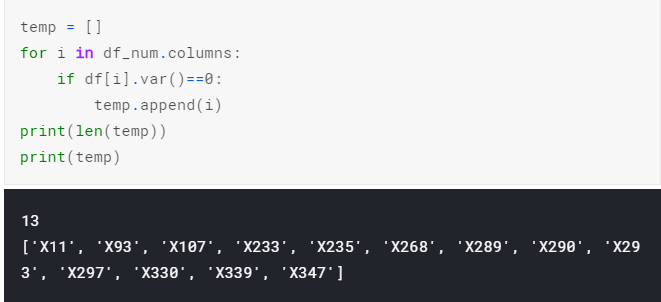 temp = []
for i in df_num.columns:
    if df[i].var()==0:
        temp.append(i)
print(len(temp))
print(temp)
13
['X11', 'X93', 'X107', 'X233', 'X235', 'X268', 'X289', 'X290', 'X29
3', 'X297', 'X330', 'X339', 'X347']